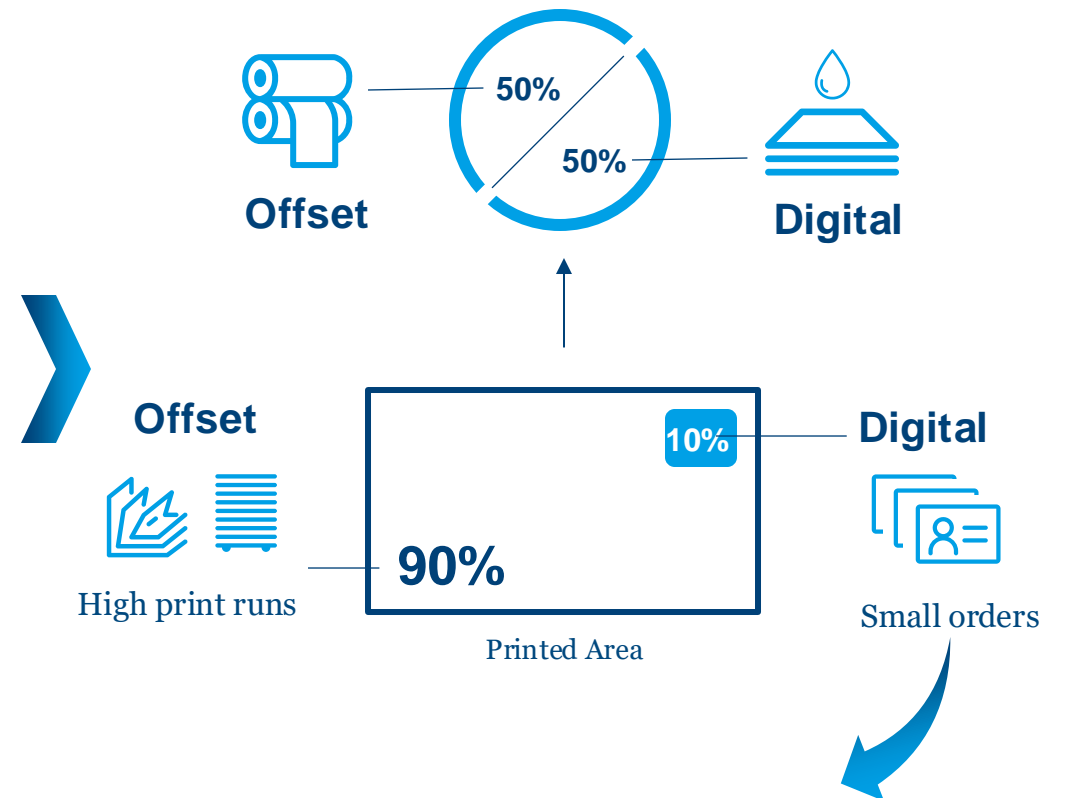 50%
50%
Offset
Digital
Offset
10%
Digital
90%
High print runs
Small orders
Printed Area